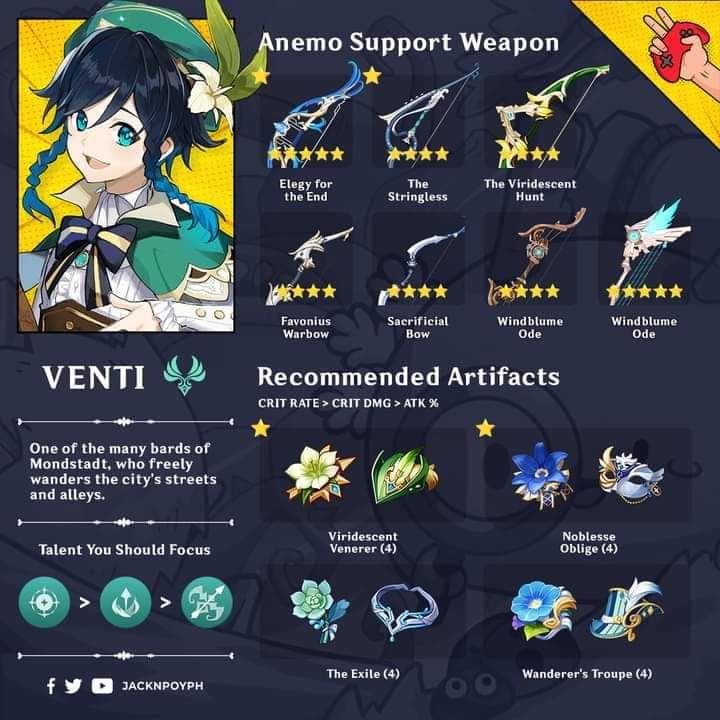 Anemo Support Weapon
Elegy for
the End
The
Stringless
The Viridescent
Hunt
Favonius
Warbow
Sacrificial
Bow
Windblume
Ode
Windblume
Ode
VENTI
One of the many bards of
Mondstadt, who freely
wanders the city's streets
and alleys.
Talent You Should Focus
> >
JACKNPOYPH
Recommended Artifacts
CRIT RATE > CRIT DMG > ATK %
Viridescent
Venerer (4)
Noblesse
Oblige (4)
The Exile (4)
Wanderer's Troupe (4)